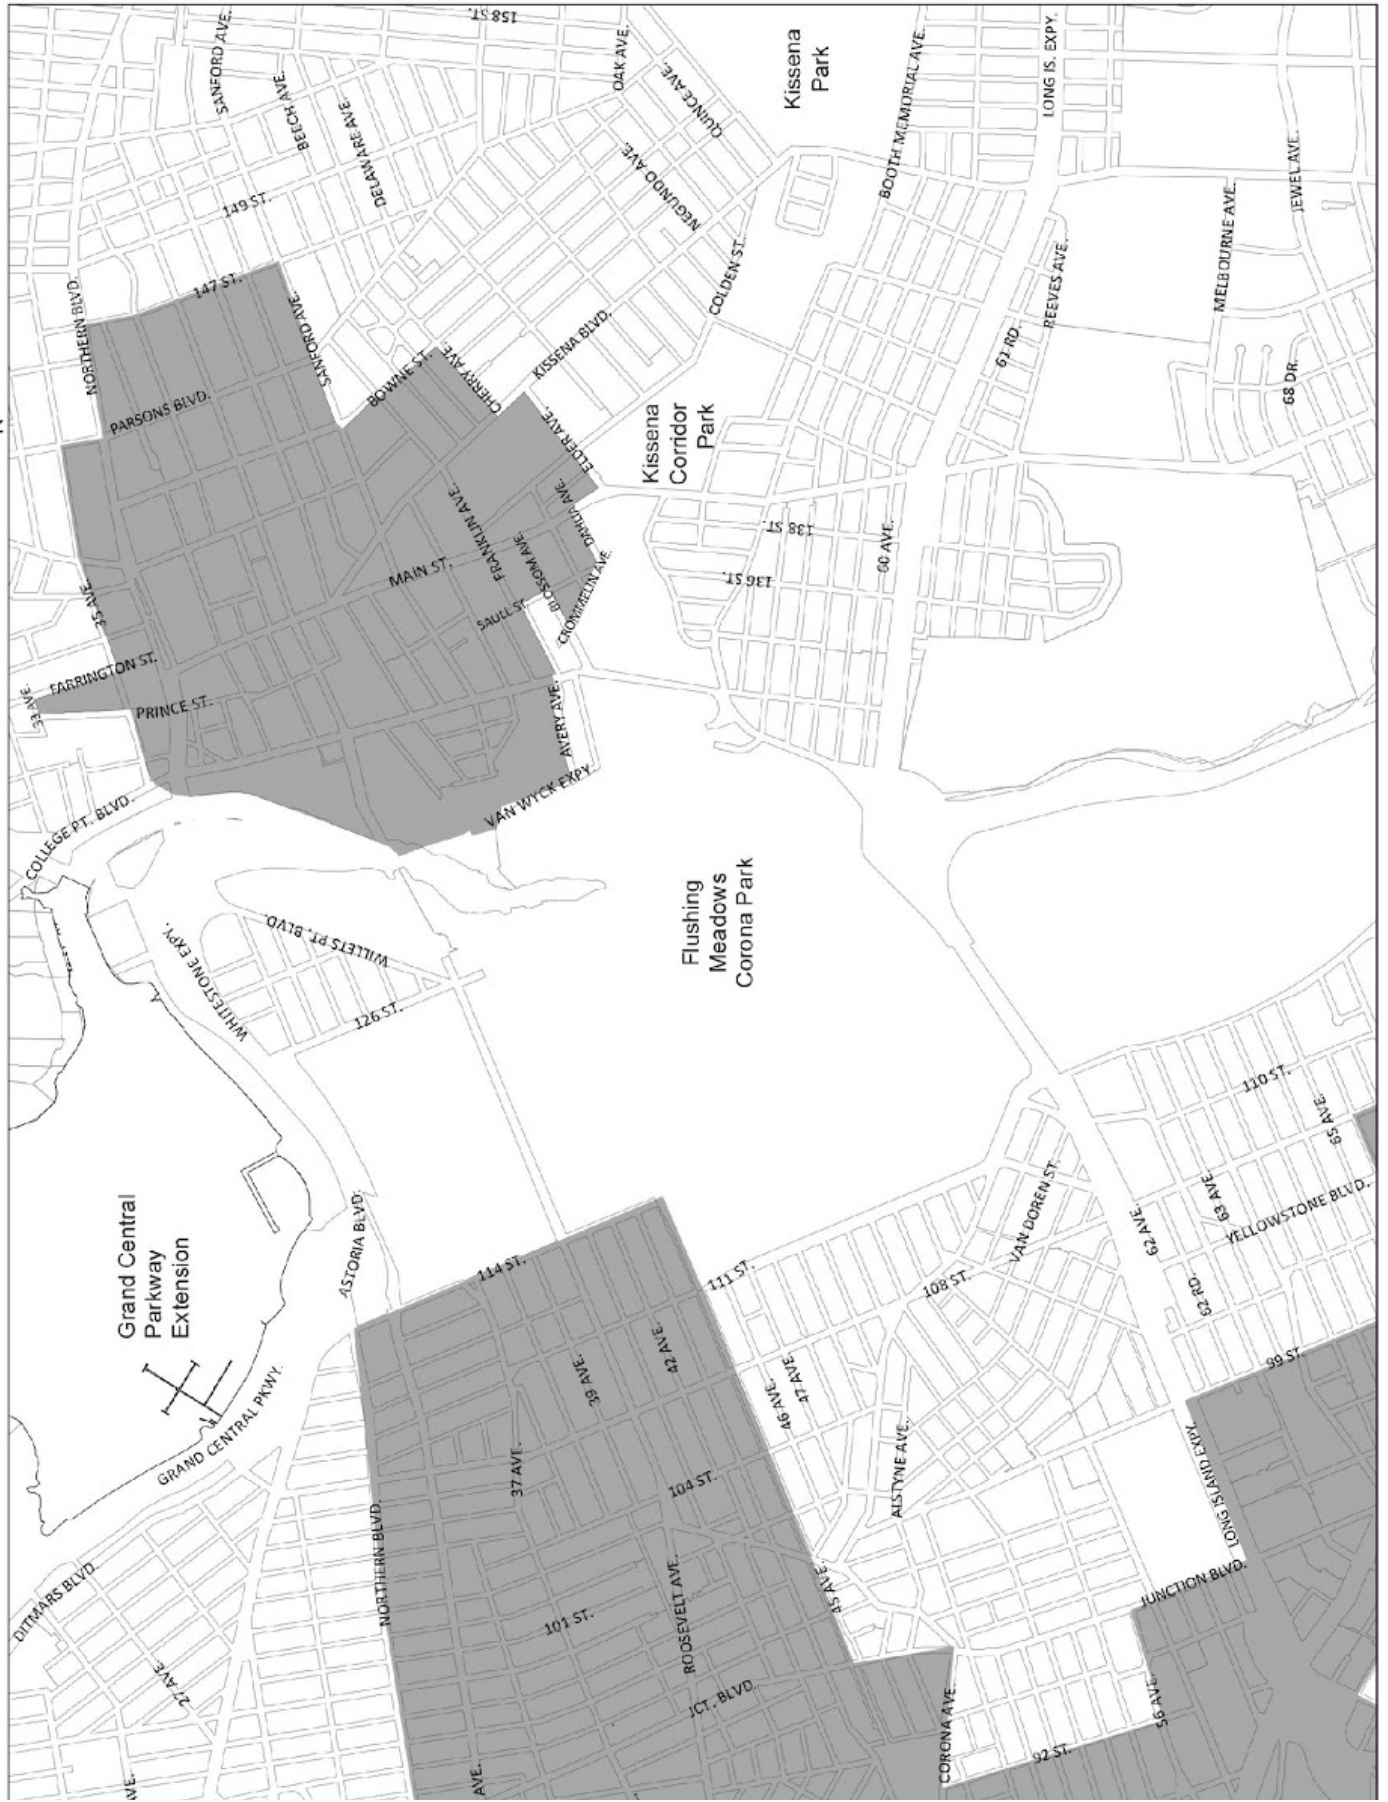 158 ST.
SANFORD AVE.
OAK AVE.
Kissena
Park
BOOTH MEMORIAL AVE.
LONG IS. EXPY.
BEECH AVE.
DELAWARE AVE.
QUINCE AVE.
NEGUNDO AVE.
149 ST.
JEWEL AVE.
MELBOURNE AVE.
COLDEN ST.
REEVES AVE.
147 ST.
NORTHERN BLVD.
SANFORD AVE.
BOWNE ST.
CHERRY AVE.
KISSENA BLVD.
61 RD.
68 DR.
PARSONS BLVD.
ELDER AVE.
Kissena
Corridor
Park
FRANKLIN AVE.
DAHLIA AVE.
138 ST.
60 AVE.
MAIN ST.
BLOSSOM AVE.
136 ST.
35 AVE.
SAULL ST.
CROMMELIN AVE.
FARRINGTON ST.
33 AVE.
PRINCE ST.
AVERY AVE.
VAN WYCK EXPY.
COLLEGE PT. BLVD.
Flushing
Meadows
Corona Park
WILLETS PT. BLVD.
WHITESTONE EXPY.
126 ST.
110 ST.
65 AVE.
Grand Central
Parkway
Extension
ASTORIA BLVD.
114 ST.
111 ST.
VAN DOREN ST.
62 AVE.
63 AVE.
YELLOWSTONE BLVD.
108 ST.
62 RD.
42 AVE.
39 AVE.
46 AVE.
47 AVE.
99 ST.
GRAND CENTRAL PKWY.
37 AVE.
104 ST.
ALSTYNE AVE.
LONG ISLAND EXPY.
NORTHERN BLVD.
DITMARS BLVD.
45 AVE.
JUNCTION BLVD.
101 ST.
ROOSEVELT AVE.
27 AVE.
JCT. BLVD.
CORONA AVE.
56 AVE.
92 ST.
AVE.
AVE.